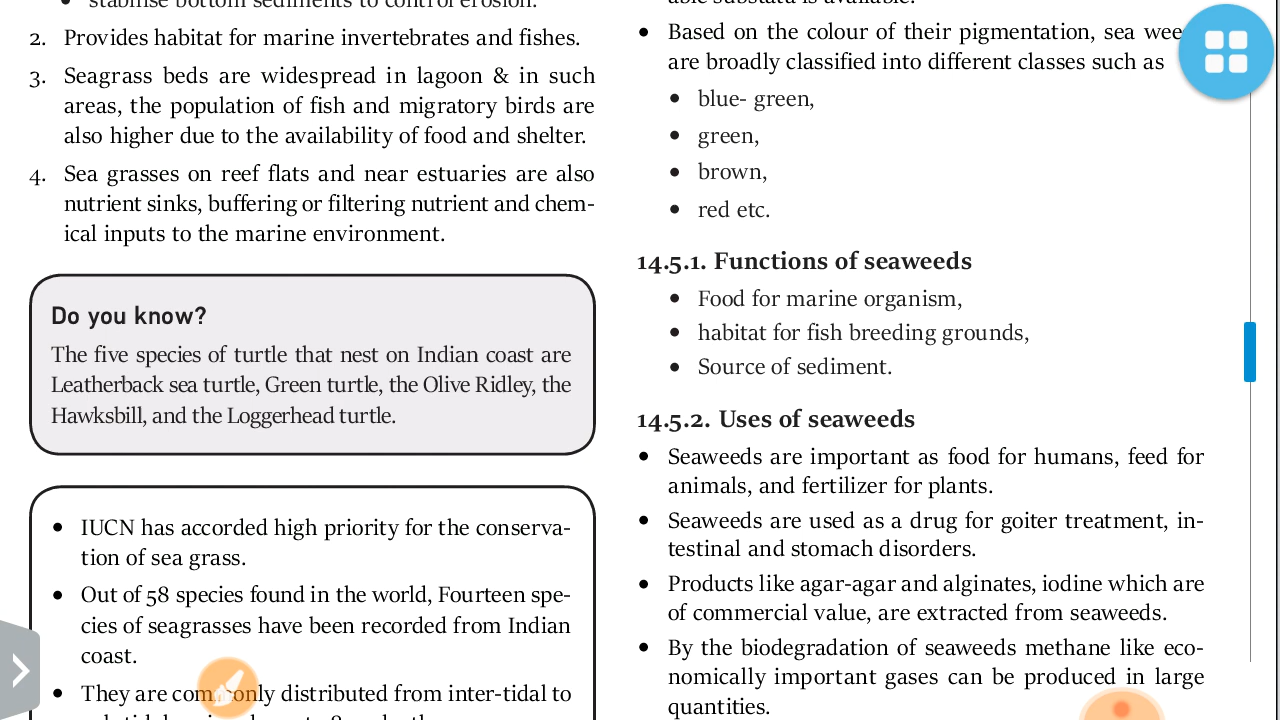 stabilise bottom sediments to control erosion.
2. Provides habitat for marine invertebrates and fishes.
3. Seagrass beds are widespread in lagoon & in such
areas, the population of fish and migratory birds are
also higher due to the availability of food and shelter.
4. Sea grasses on reef flats and near estuaries are also
nutrient sinks, buffering or filtering nutrient and chem-
ical inputs to the marine environment.
Do you know?
The five species of turtle that nest on Indian coast are
Leatherback sea turtle, Green turtle, the Olive Ridley, the
Hawksbill, and the Loggerhead turtle.
• IUCN has accorded high priority for the conserva-
tion of sea grass.
• Out of 58 species found in the world, Fourteen spe-
cies of seagrasses have been recorded from Indian
coast.
• They are commonly distributed from inter-tidal to
able substata is available.
• Based on the colour of their pigmentation, sea wee
are broadly classified into different classes such as
• blue- green,
• green,
• brown,
• red etc.
14.5.1. Functions of seaweeds
• Food for marine organism,
• habitat for fish breeding grounds,
• Source of sediment.
14.5.2. Uses of seaweeds
• Seaweeds are important as food for humans, feed for
animals, and fertilizer for plants.
• Seaweeds are used as a drug for goiter treatment, in-
testinal and stomach disorders.
• Products like agar-agar and alginates, iodine which are
of commercial value, are extracted from seaweeds.
• By the biodegradation of seaweeds methane like eco-
nomically important gases can be produced in large
quantities.